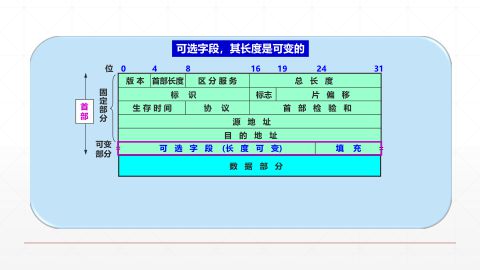 可选字段，其长度是可变的
位 0 4 8 16 19 24 31
版本 首部长度 区分服务 总长度
标识 标志 片偏移
生存时间 协议 首部检验和
源地址
目的地址
可选字段（长度可变） 填充
数据部分
首部
固定部分
可变部分